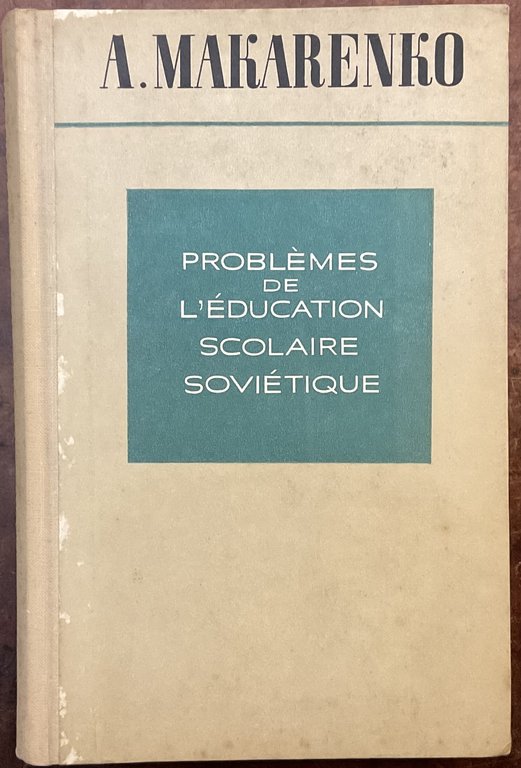 A. MAKARENKO
PROBLÈMES
DE
L'ÉDUCATION
SCOLAIRE
SOVIÉTIQUE